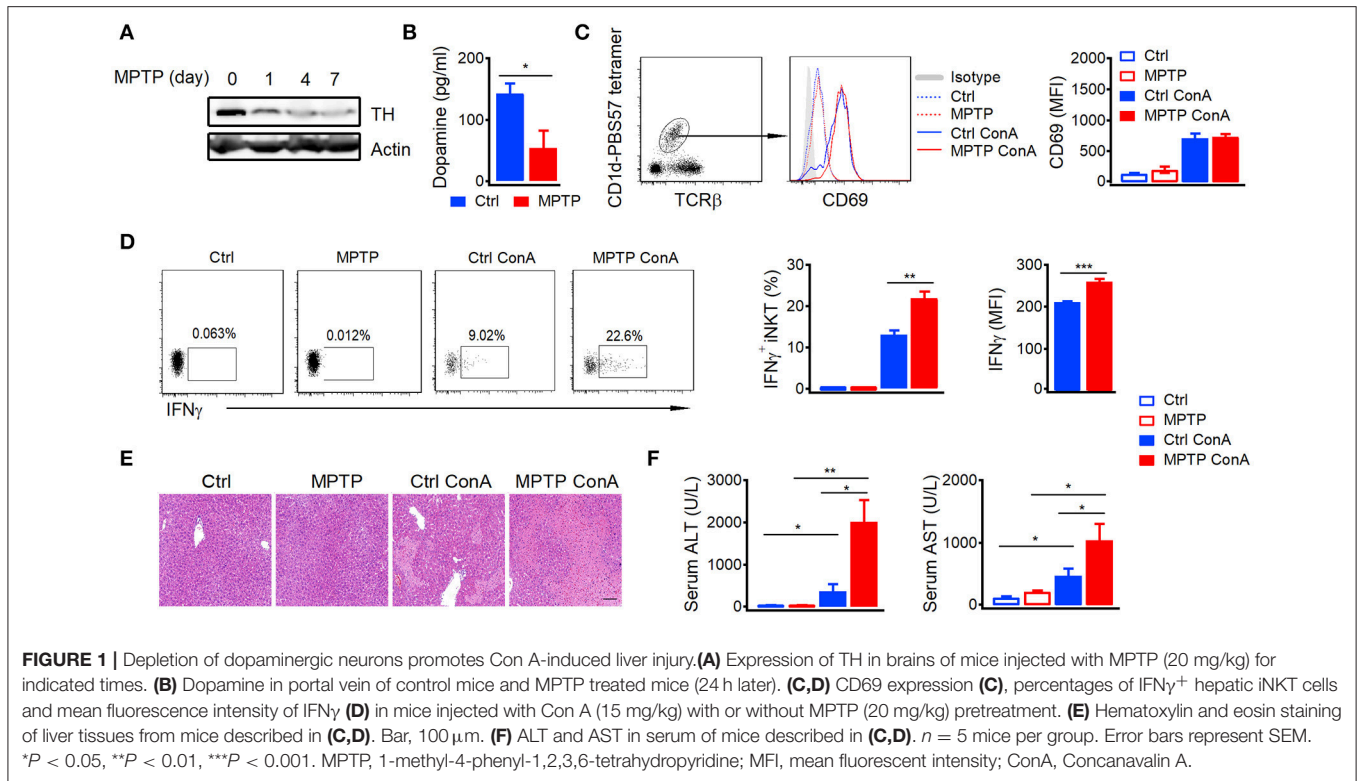 A
MPTP (day) 0 1 4 7
TH
Actin
B
Dopamine (pg/ml)
200
100
0
*
Ctrl MPTP
C
CD1d-PBS57 tetramer
TCRβ
CD69
Isotype
Ctrl
MPTP
Ctrl ConA
MPTP ConA
CD69 (MFI)
2000
1500
1000
500
0
Ctrl
MPTP
Ctrl ConA
MPTP ConA
D
Ctrl MPTP Ctrl ConA MPTP ConA
0.063% 0.012% 9.02% 22.6%
IFNγ
IFNγ+ iNKT (%)
30
20
10
0
**
IFNγ (MFI)
300
200
100
0
***
Ctrl
MPTP
Ctrl ConA
MPTP ConA
E
Ctrl MPTP Ctrl ConA MPTP ConA
F
Serum ALT (U/L)
3000
2000
1000
0
**
*
*
Serum AST (U/L)
2000
1000
0
*
*
*
FIGURE 1 | Depletion of dopaminergic neurons promotes Con A-induced liver injury.(A) Expression of TH in brains of mice injected with MPTP (20 mg/kg) for
indicated times. (B) Dopamine in portal vein of control mice and MPTP treated mice (24 h later). (C,D) CD69 expression (C), percentages of IFNγ+ hepatic iNKT cells
and mean fluorescence intensity of IFNγ (D) in mice injected with Con A (15 mg/kg) with or without MPTP (20 mg/kg) pretreatment. (E) Hematoxylin and eosin staining
of liver tissues from mice described in (C,D). Bar, 100 μm. (F) ALT and AST in serum of mice described in (C,D). n = 5 mice per group. Error bars represent SEM.
*P < 0.05, **P < 0.01, ***P < 0.001. MPTP, 1-methyl-4-phenyl-1,2,3,6-tetrahydropyridine; MFI, mean fluorescent intensity; ConA, Concanavalin A.